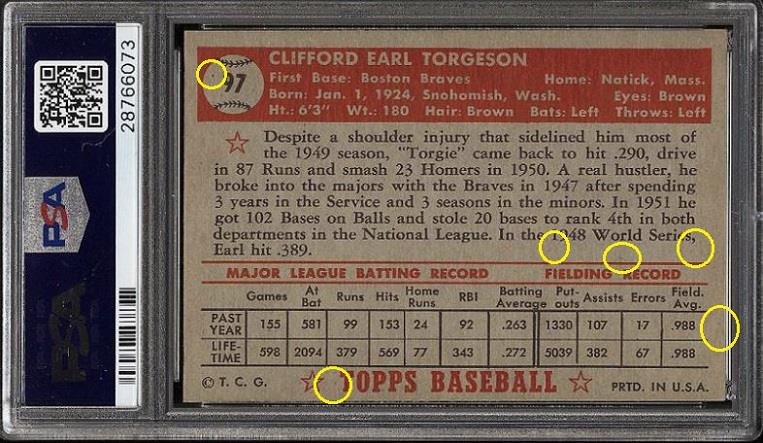 97
CLIFFORD EARL TORGESON
First Base: Boston Braves Home: Natick, Mass.
Born: Jan. 1, 1924, Snohomish, Wash. Eyes: Brown
Ht.: 6'3" Wt.: 180 Hair: Brown Bats: Left Throws: Left
Despite a shoulder injury that sidelined him most of
the 1949 season, "Torgie" came back to hit .290, drive
in 87 Runs and smash 23 Homers in 1950. A real hustler, he
broke into the majors with the Braves in 1947 after spending
3 years in the Service and 3 seasons in the minors. In 1951 he
got 102 Bases on Balls and stole 20 bases to rank 4th in both
departments in the National League. In the 1948 World Series,
Earl hit .389.
MAJOR LEAGUE BATTING RECORD FIELDING RECORD
Games At Bat Runs Hits Home Runs RBI Batting Average Put-outs Assists Errors Field. Avg.
PAST YEAR 155 581 99 153 24 92 .263 1330 107 17 .988
LIFE-TIME 598 2094 379 569 77 343 .272 5039 382 67 .988
© T. C. G. TOPPS BASEBALL PRTD. IN U.S.A.
28766073
PSA
PSA